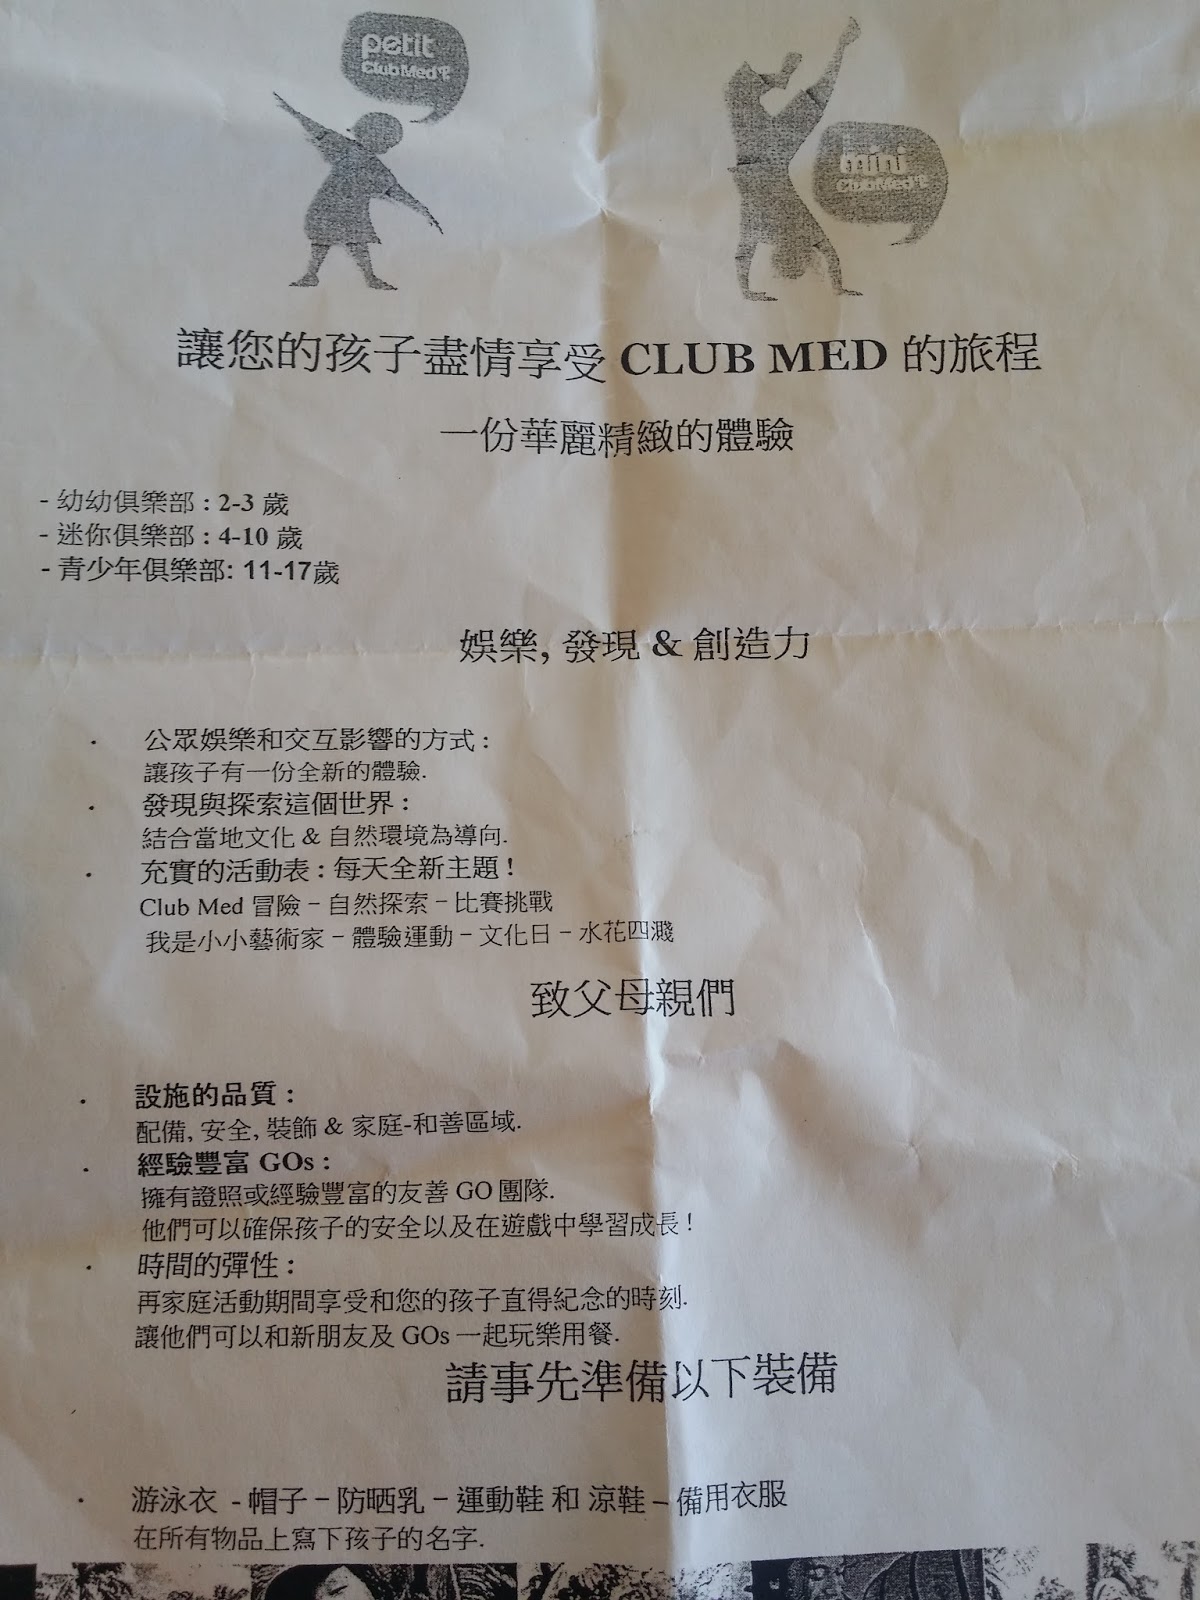 petit
Club Med Ψ
mini
Club Med Ψ
讓您的孩子盡情享受 CLUB MED 的旅程
一份華麗精緻的體驗
- 幼幼俱樂部 : 2-3 歲
- 迷你俱樂部 : 4-10 歲
- 青少年俱樂部: 11-17歲
娛樂, 發現 & 創造力
· 公眾娛樂和交互影響的方式 :
讓孩子有一份全新的體驗.
· 發現與探索這個世界 :
結合當地文化 & 自然環境為導向.
· 充實的活動表 : 每天全新主題 !
Club Med 冒險 – 自然探索 – 比賽挑戰
我是小小藝術家 – 體驗運動 – 文化日 – 水花四濺
致父母親們
· 設施的品質 :
配備, 安全, 裝飾 & 家庭-和善區域.
· 經驗豐富 GOs :
擁有證照或經驗豐富的友善 GO 團隊.
他們可以確保孩子的安全以及在遊戲中學習成長 !
· 時間的彈性 :
再家庭活動期間享受和您的孩子直得紀念的時刻.
讓他們可以和新朋友及 GOs 一起玩樂用餐.
請事先準備以下裝備
· 游泳衣 - 帽子 – 防晒乳 – 運動鞋 和 涼鞋 – 備用衣服
在所有物品上寫下孩子的名字.